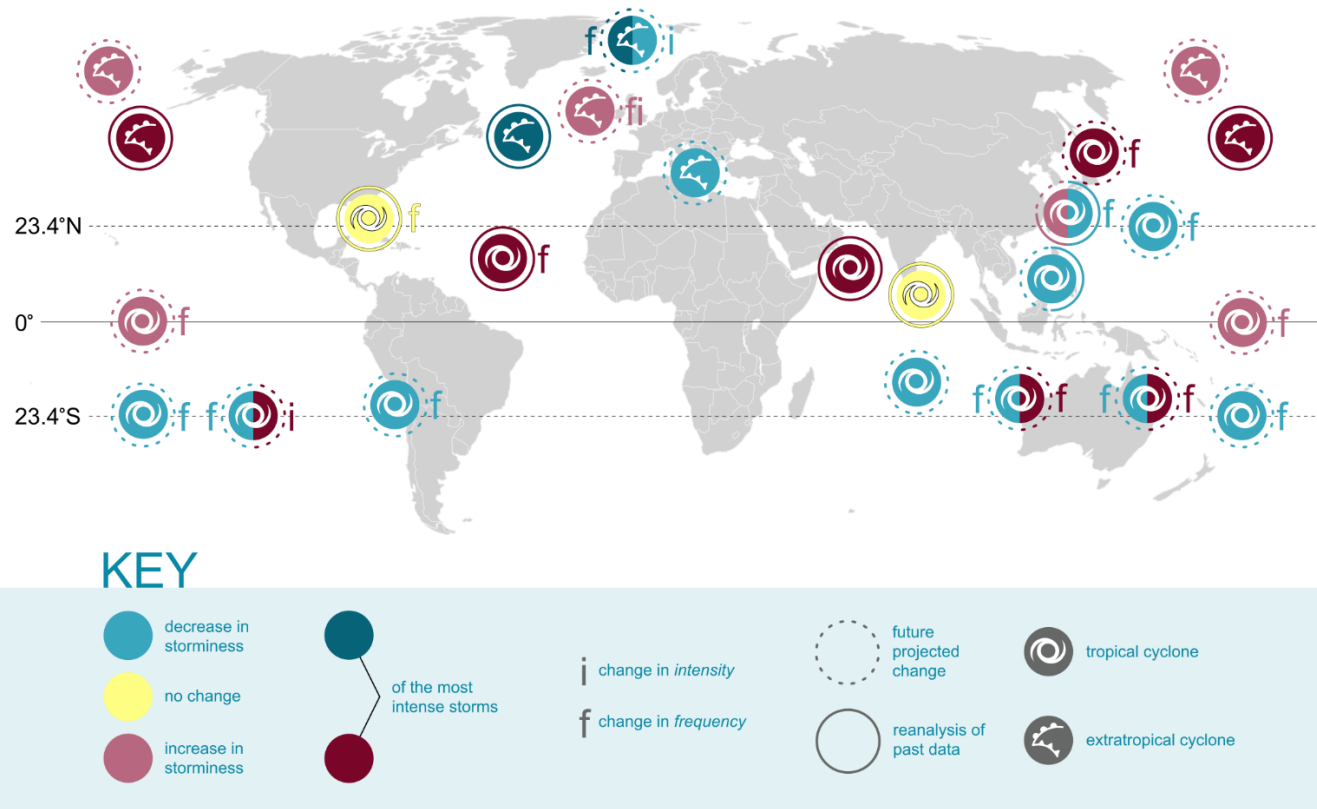 f i
fi
f
f
f
23.4°N
f
f
f
0°
f
f
23.4°S
f
f
i
f
f
f
f
f
f
KEY
decrease in
storminess
no change
increase in
storminess
of the most
intense storms
i change in intensity
f change in frequency
future
projected
change
reanalysis of
past data
tropical cyclone
extratropical cyclone